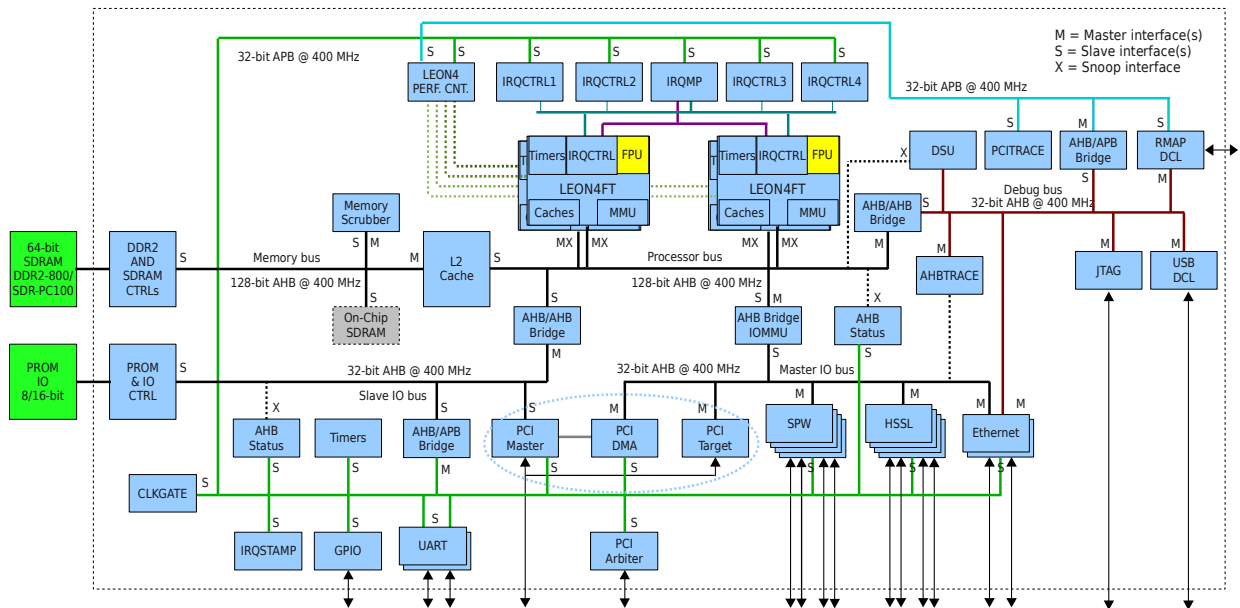 M = Master interface(s)
S = Slave interface(s)
X = Snoop interface
32-bit APB @ 400 MHz
S
S
S
S
S
S
S
LEON4
PERF. CNT.
IRQCTRL1
IRQCTRL2
IRQMP
IRQCTRL3
IRQCTRL4
32-bit APB @ 400 MHz
S
M
S
X
DSU
PCITRACE
AHB/APB
Bridge
RMAP
DCL
S
M
T
Timers
IRQCTRL
FPU
LEON4FT
Caches
MMU
T
Timers
IRQCTRL
FPU
LEON4FT
Caches
MMU
Debug bus
32-bit AHB @ 400 MHz
Memory
Scrubber
S
M
AHB/AHB
Bridge
S
M
MX
MX
MX
MX
64-bit
SDRAM
DDR2-800/
SDR-PC100
DDR2
AND
SDRAM
CTRLs
S
Memory bus
128-bit AHB @ 400 MHz
M
L2
Cache
S
Processor bus
128-bit AHB @ 400 MHz
M
AHBTRACE
M
JTAG
M
USB
DCL
S
On-Chip
SDRAM
S
AHB/AHB
Bridge
M
S
M
AHB Bridge
IOMMU
S
X
AHB
Status
S
PROM
IO
8/16-bit
PROM
& IO
CTRL
S
32-bit AHB @ 400 MHz
Slave IO bus
32-bit AHB @ 400 MHz
Master IO bus
X
S
S
M
M
M
M
M
M
AHB
Status
Timers
AHB/APB
Bridge
PCI
Master
PCI
DMA
PCI
Target
SPW
HSSL
Ethernet
S
S
M
S
S
S
S
S
CLKGATE
S
S
S
S
S
IRQSTAMP
GPIO
UART
PCI
Arbiter